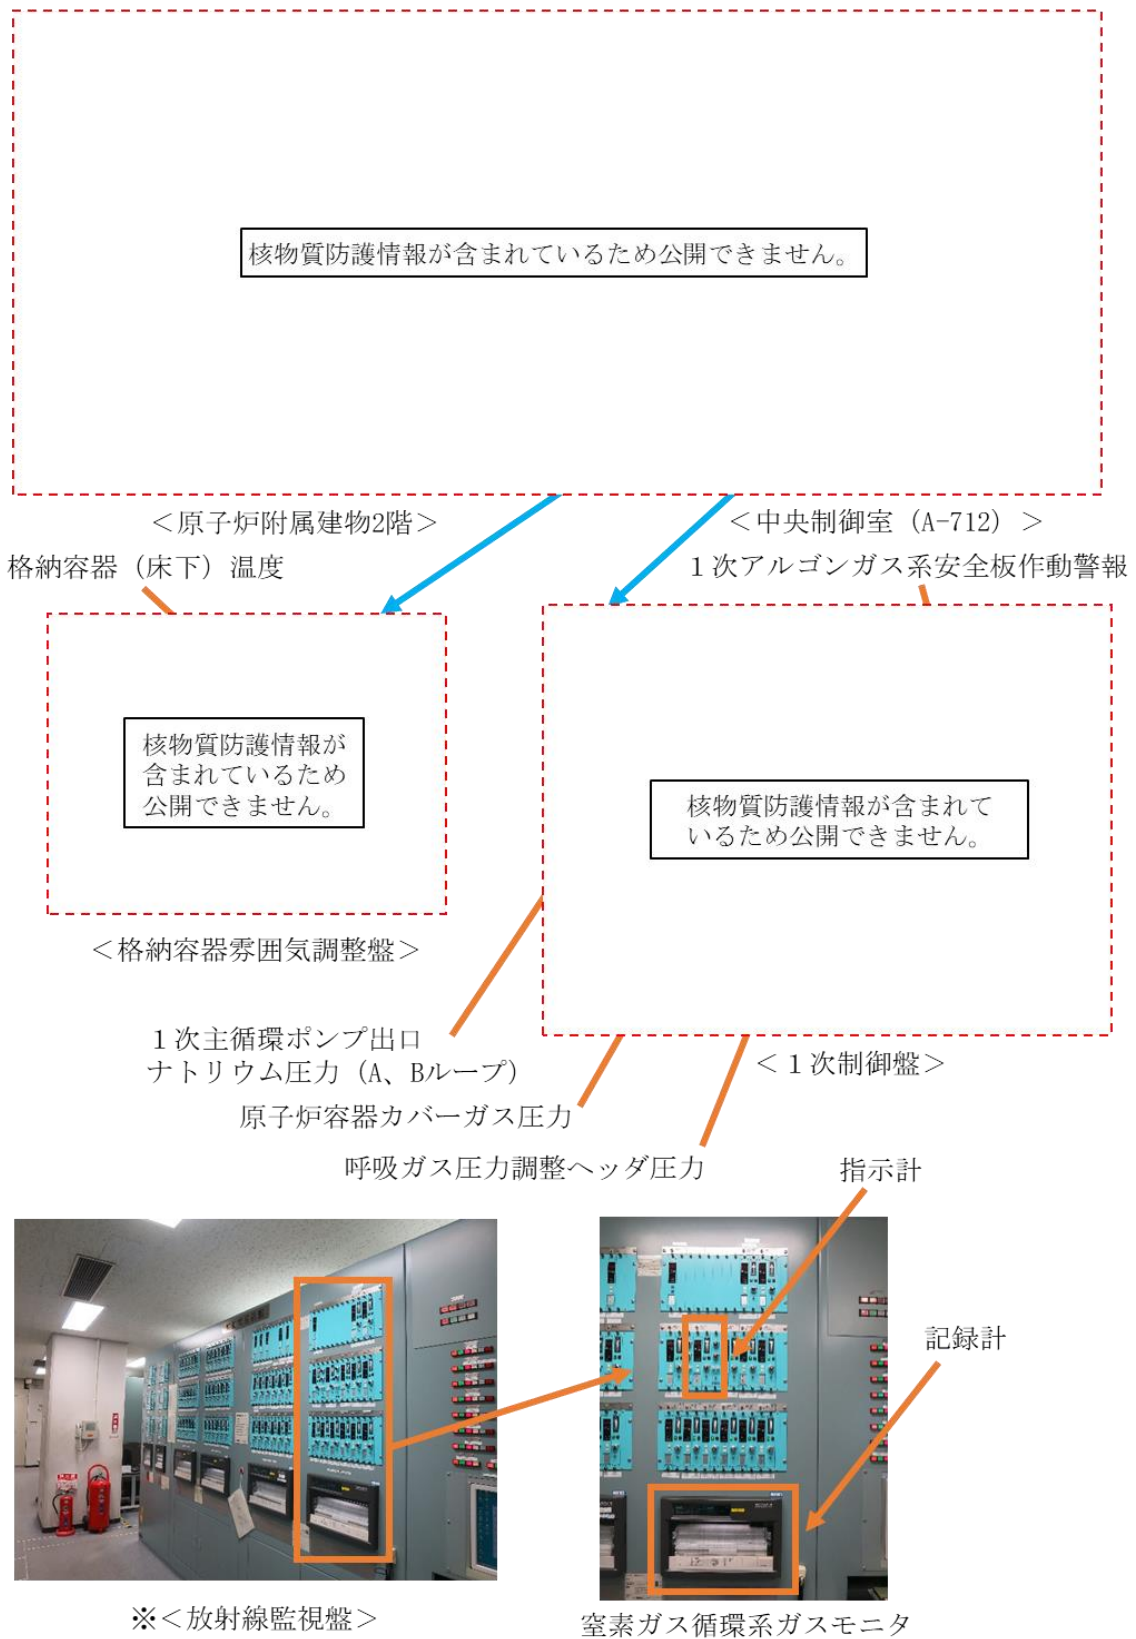 核物質防護情報が含まれているため公開できません。
＜原子炉附属建物2階＞
＜中央制御室（A-712）＞
格納容器（床下）温度
１次アルゴンガス系安全板作動警報
核物質防護情報が
含まれているため
公開できません。
核物質防護情報が含まれて
いるため公開できません。
＜格納容器雰囲気調整盤＞
１次主循環ポンプ出口
ナトリウム圧力（A、Bループ）
＜１次制御盤＞
原子炉容器カバーガス圧力
呼吸ガス圧力調整ヘッダ圧力
指示計
記録計
※＜放射線監視盤＞
窒素ガス循環系ガスモニタ